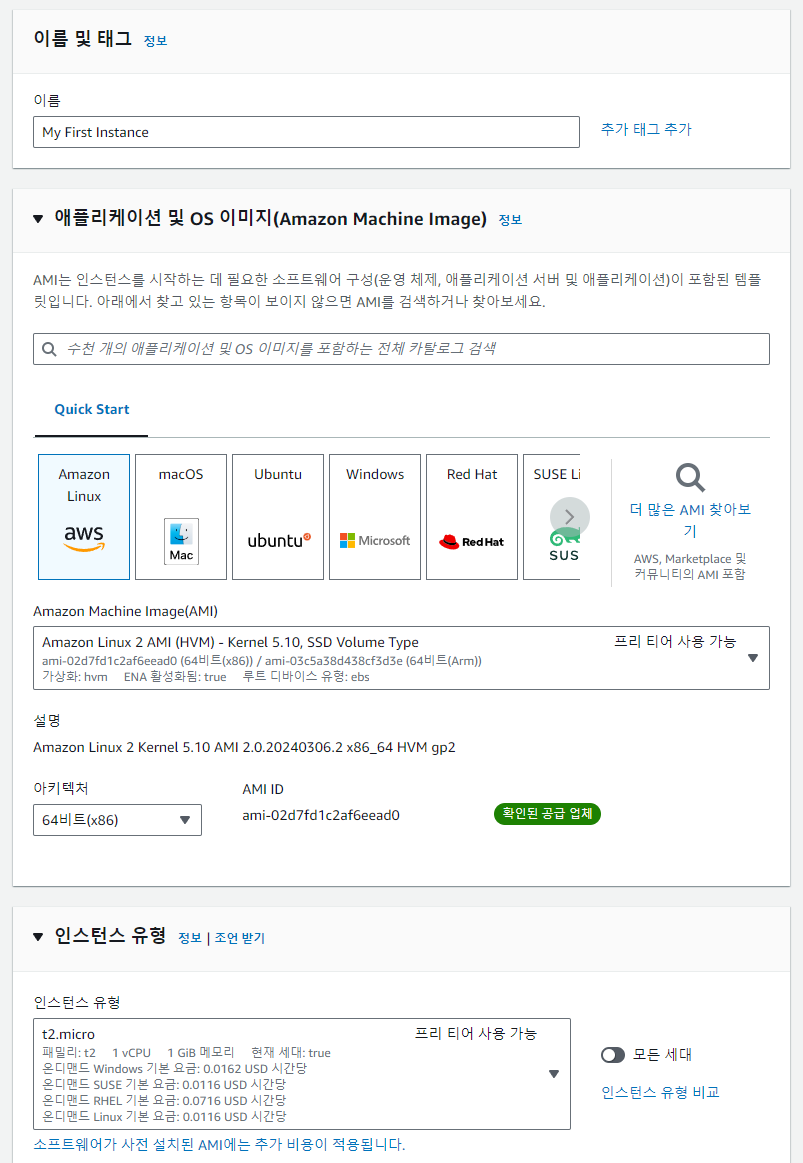 이름 및 태그 정보
이름
My First Instance
추가 태그 추가
애플리케이션 및 OS 이미지(Amazon Machine Image) 정보
AMI는 인스턴스를 시작하는 데 필요한 소프트웨어 구성(운영 체제, 애플리케이션 서버 및 애플리케이션)이 포함된 템플
릿입니다. 아래에서 찾고 있는 항목이 보이지 않으면 AMI를 검색하거나 찾아보세요.
수천 개의 애플리케이션 및 OS 이미지를 포함하는 전체 카탈로그 검색
Quick Start
Amazon
Linux
aws
macOS
Mac
Ubuntu
ubuntu
Windows
Microsoft
Red Hat
Red Hat
SUSE Li
SUS
더 많은 AMI 찾아보
기
AWS, Marketplace 및
커뮤니티의 AMI 포함
Amazon Machine Image(AMI)
Amazon Linux 2 AMI (HVM) - Kernel 5.10, SSD Volume Type 프리 티어 사용 가능
ami-02d7fd1c2af6eead0 (64비트(x86)) / ami-03c5a38d438cf3d3e (64비트(Arm))
가상화: hvm ENA 활성화됨: true 루트 디바이스 유형: ebs
설명
Amazon Linux 2 Kernel 5.10 AMI 2.0.20240306.2 x86_64 HVM gp2
아키텍처 AMI ID
64비트(x86) ami-02d7fd1c2af6eead0 확인된 공급 업체
인스턴스 유형 정보 | 조언 받기
인스턴스 유형
t2.micro 프리 티어 사용 가능
패밀리: t2 1 vCPU 1 GiB 메모리 현재 세대: true
온디맨드 Windows 기본 요금: 0.0162 USD 시간당
온디맨드 SUSE 기본 요금: 0.0116 USD 시간당
온디맨드 RHEL 기본 요금: 0.0716 USD 시간당
온디맨드 Linux 기본 요금: 0.0116 USD 시간당
모든 세대
인스턴스 유형 비교
소프트웨어가 사전 설치된 AMI에는 추가 비용이 적용됩니다.